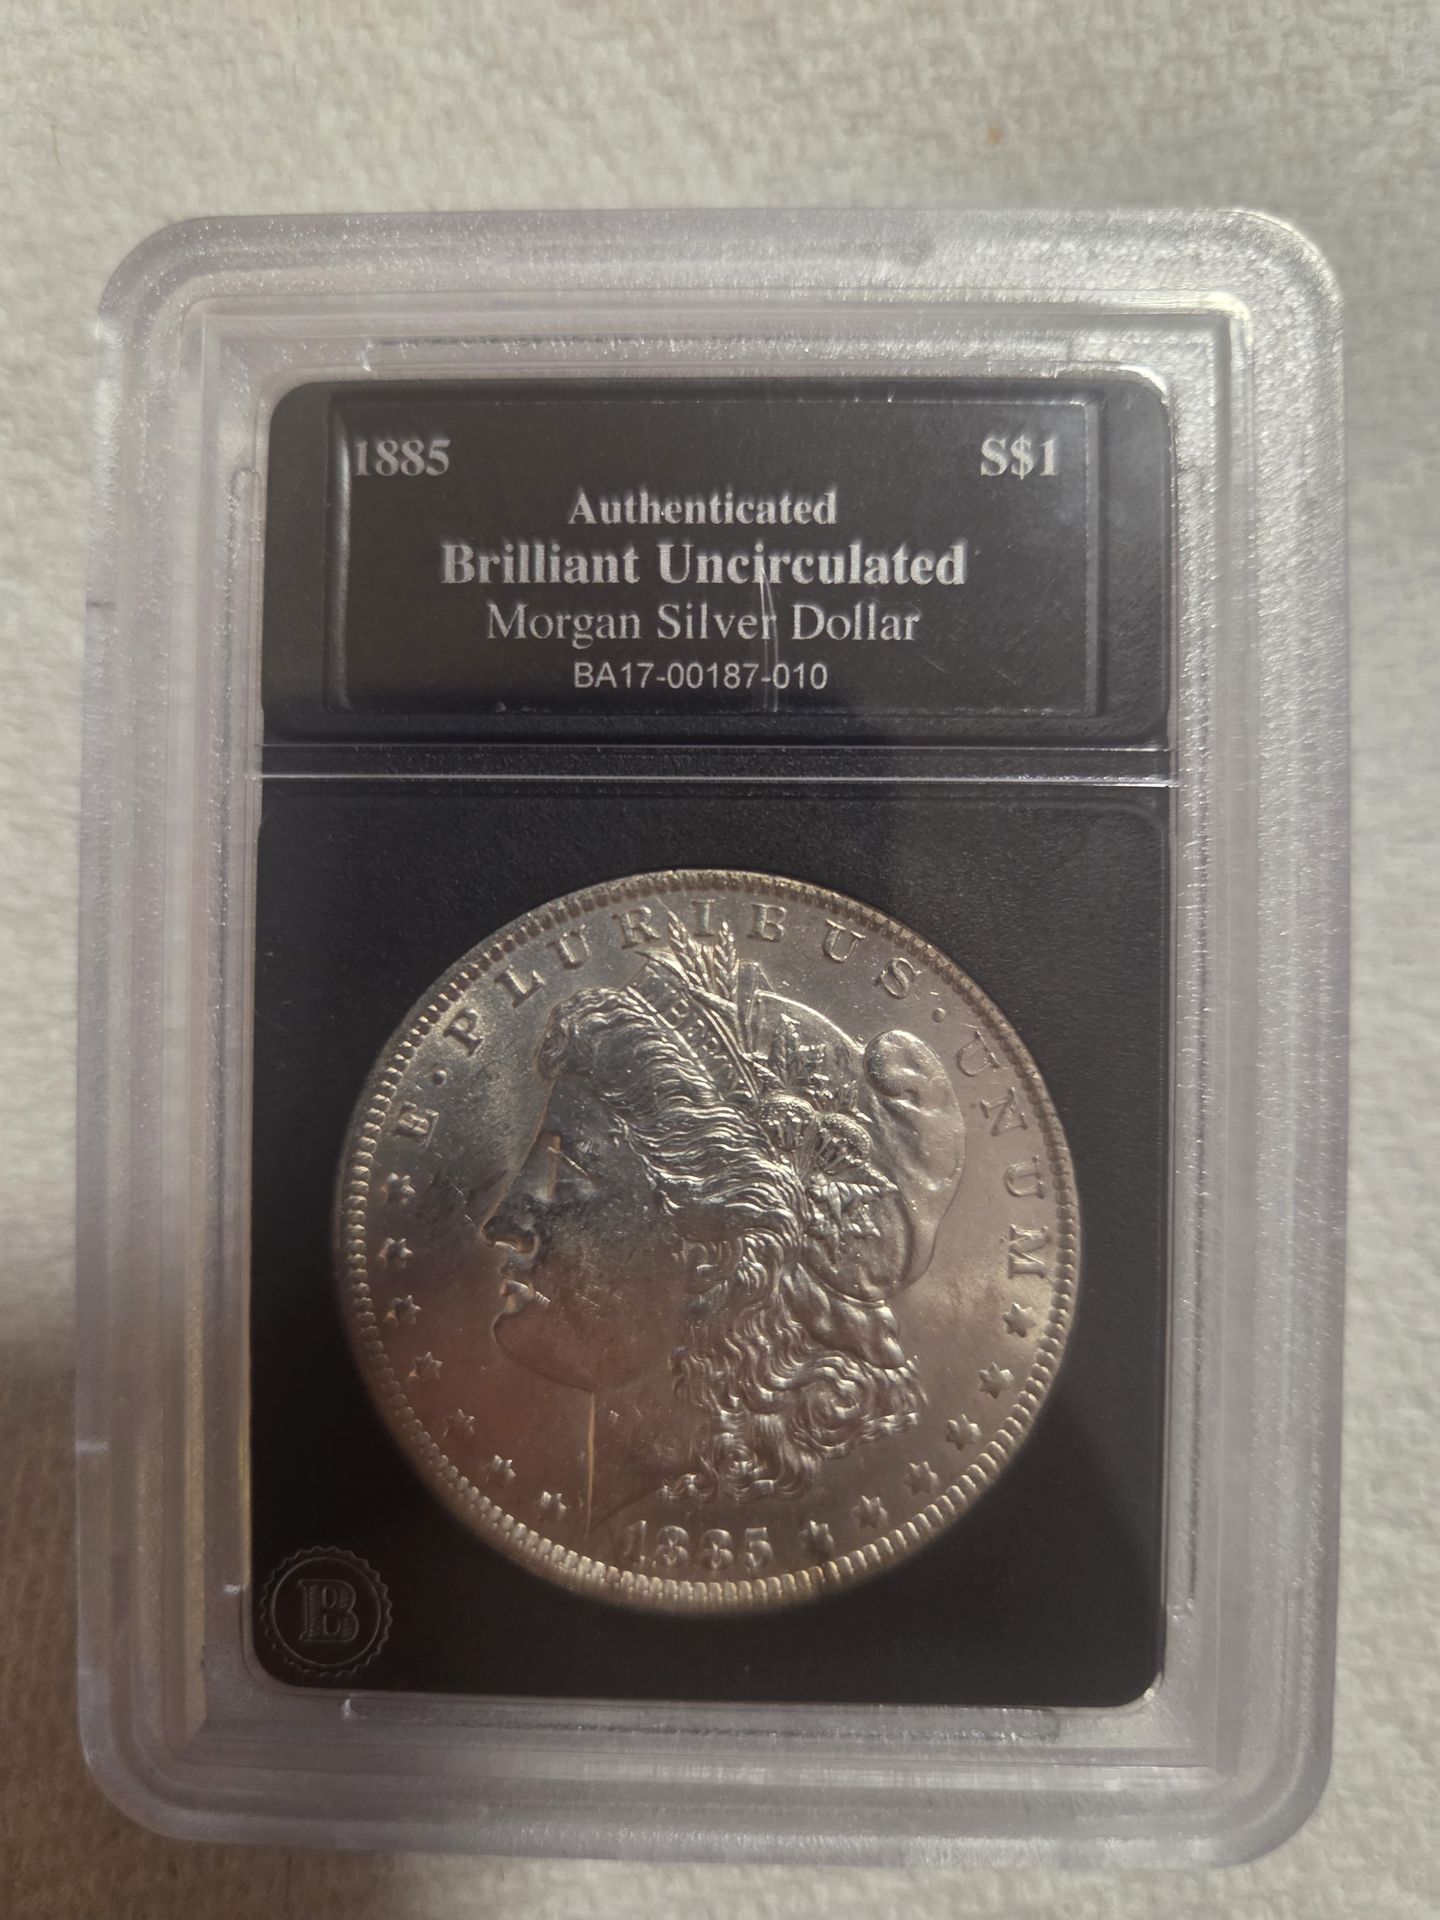 1885 S$1
Authenticated
Brilliant Uncirculated
Morgan Silver Dollar
BA17-00187-010
E · PLURIBUS · UNUM
1885
B